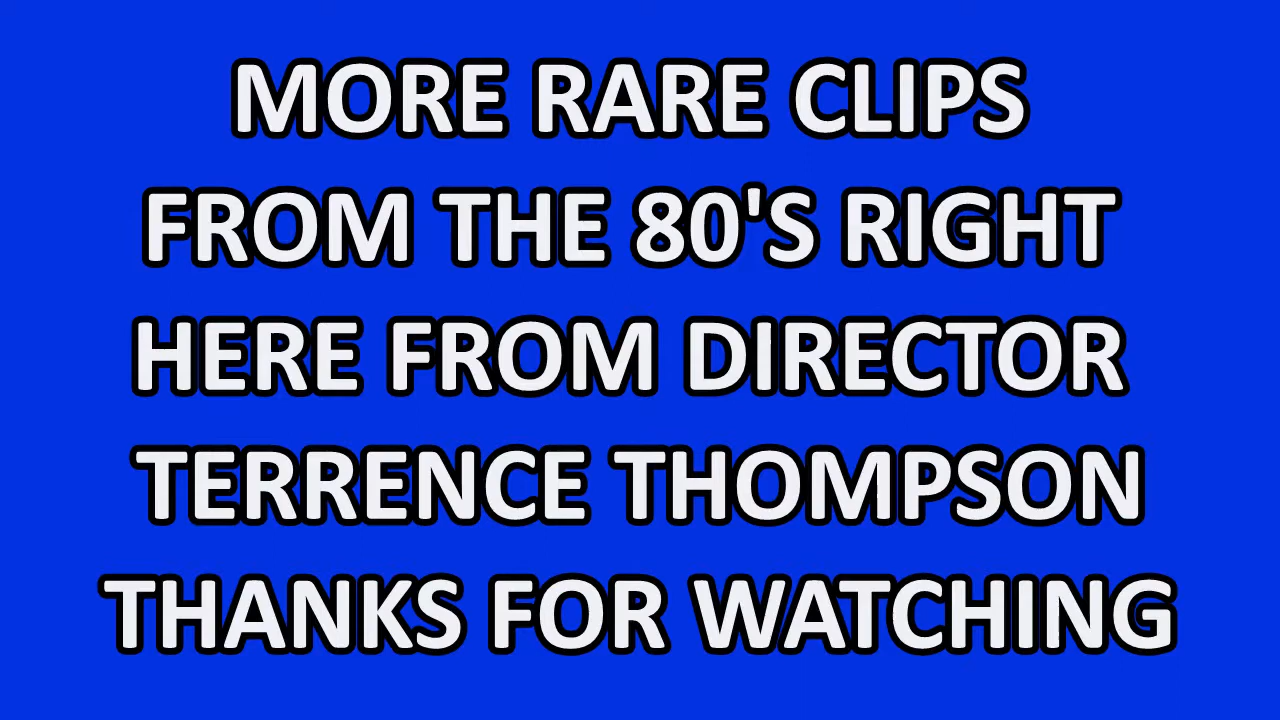 MORE RARE CLIPS
FROM THE 80'S RIGHT
HERE FROM DIRECTOR
TERRENCE THOMPSON
THANKS FOR WATCHING